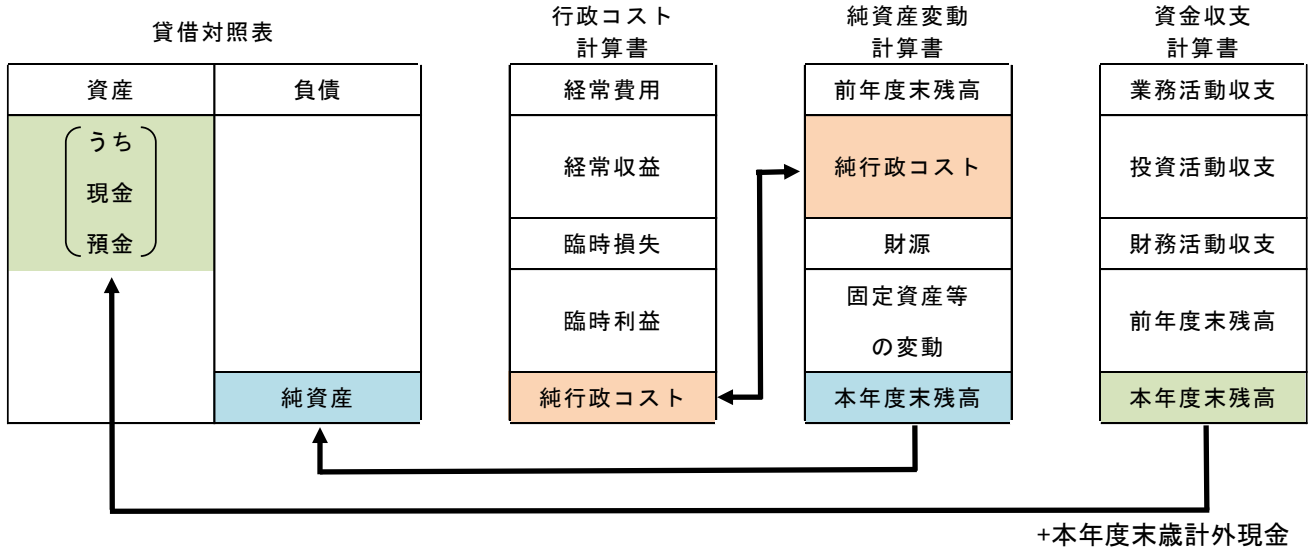 貸借対照表
資産
負債
うち
現金
預金
純資産
行政コスト
計算書
経常費用
経常収益
臨時損失
臨時利益
純行政コスト
純資産変動
計算書
前年度末残高
純行政コスト
財源
固定資産等
の変動
本年度末残高
資金収支
計算書
業務活動収支
投資活動収支
財務活動収支
前年度末残高
本年度末残高
+本年度末歳計外現金